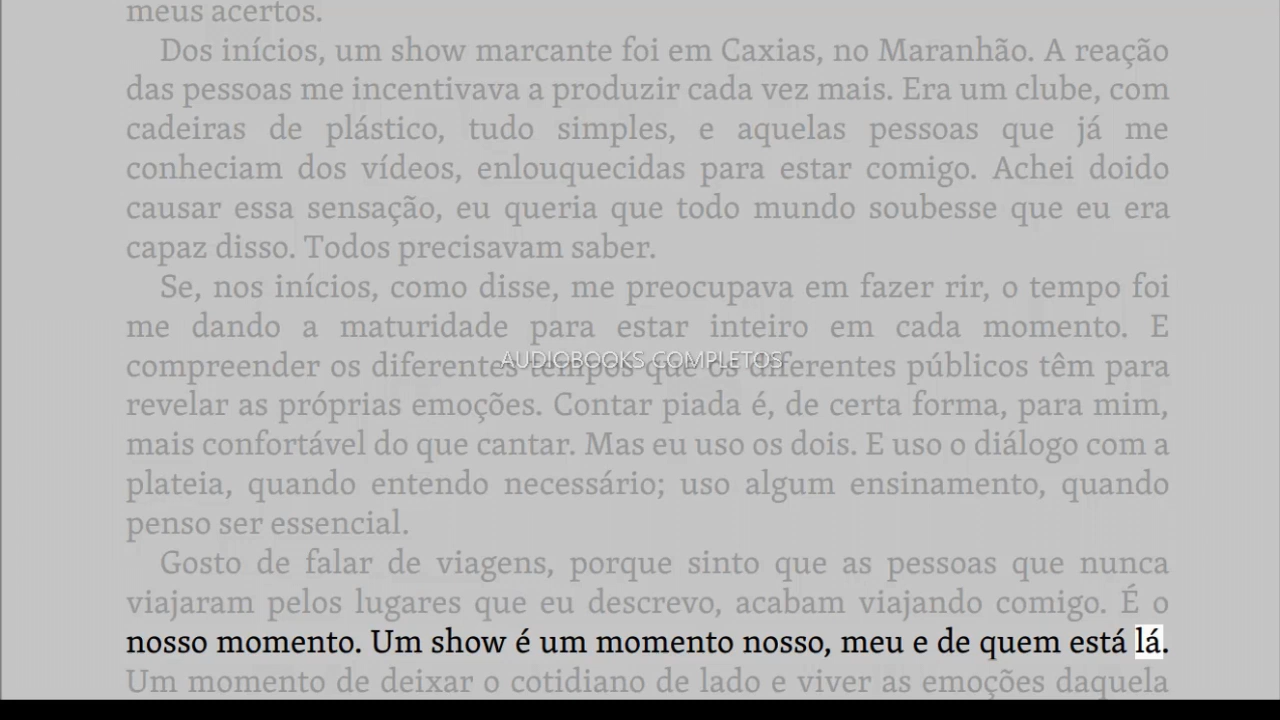 meus acertos.
Dos inícios, um show marcante foi em Caxias, no Maranhão. A reação
das pessoas me incentivava a produzir cada vez mais. Era um clube, com
cadeiras de plástico, tudo simples, e aquelas pessoas que já me
conheciam dos vídeos, enlouquecidas para estar comigo. Achei doido
causar essa sensação, eu queria que todo mundo soubesse que eu era
capaz disso. Todos precisavam saber.
Se, nos inícios, como disse, me preocupava em fazer rir, o tempo foi
me dando a maturidade para estar inteiro em cada momento. E
compreender os diferentes tempos que os diferentes públicos têm para
AUDIOBOOKS COMPLETOS
revelar as próprias emoções. Contar piada é, de certa forma, para mim,
mais confortável do que cantar. Mas eu uso os dois. E uso o diálogo com a
plateia, quando entendo necessário; uso algum ensinamento, quando
penso ser essencial.
Gosto de falar de viagens, porque sinto que as pessoas que nunca
viajaram pelos lugares que eu descrevo, acabam viajando comigo. É o
nosso momento. Um show é um momento nosso, meu e de quem está lá.
Um momento de deixar o cotidiano de lado e viver as emoções daquela